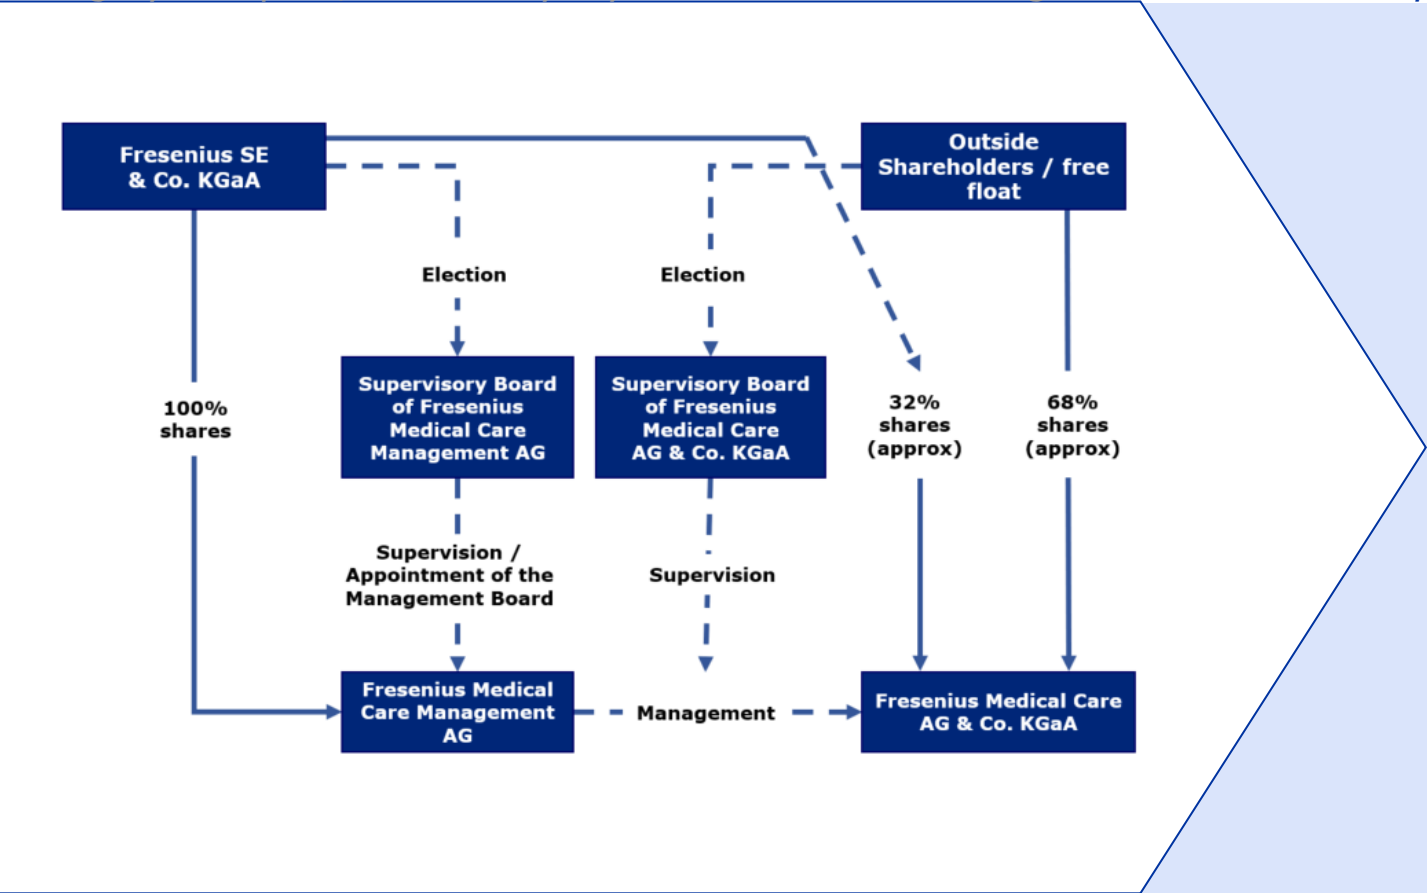 Fresenius SE
& Co. KGaA
Outside
Shareholders / free
float
Election
Election
100%
shares
Supervisory Board
of Fresenius
Medical Care
Management AG
Supervisory Board
of Fresenius
Medical Care
AG & Co. KGaA
32%
shares
(approx)
68%
shares
(approx)
Supervision /
Appointment of the
Management Board
Supervision
Fresenius Medical
Care Management
AG
Management
Fresenius Medical Care
AG & Co. KGaA